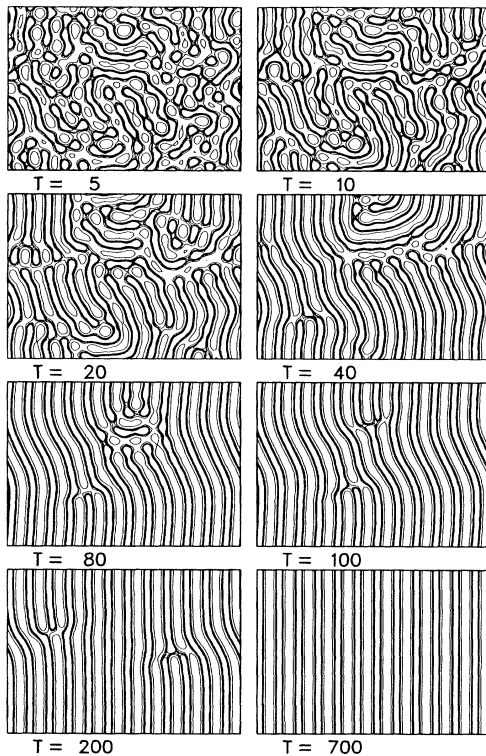 T = 5
T = 10
T = 20
T = 40
T = 80
T = 100
T = 200
T = 700